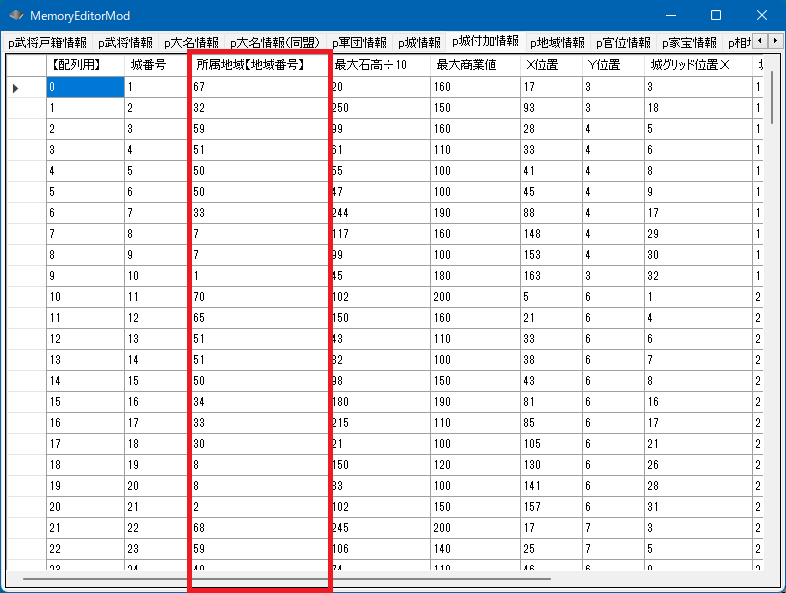 MemoryEditorMod
p武将戸籍情報 p武将情報 p大名情報 p大名情報(同盟) p軍団情報 p城情報 p城付加情報 p地域情報 p官位情報 p家宝情報
【配列用】 城番号 所属地域【地域番号】 最大石高÷10 最大商業値 X位置 Y位置 城グリッド位置X
0 1 67 20 160 17 3 3 1
1 2 32 250 150 93 3 18 1
2 3 59 99 160 28 4 5 1
3 4 51 61 110 33 4 6 1
4 5 50 55 100 41 4 8 1
5 6 50 47 100 45 4 9 1
6 7 33 244 190 88 4 17 1
7 8 7 117 160 148 4 29 1
8 9 7 99 100 153 4 30 1
9 10 1 45 180 163 3 32 1
10 11 70 102 200 5 6 1 2
11 12 65 150 160 21 6 4 2
12 13 51 43 110 33 6 6 2
13 14 51 32 100 38 6 7 2
14 15 50 98 150 43 6 8 2
15 16 34 180 190 81 6 16 2
16 17 33 215 110 85 6 17 2
17 18 30 21 100 105 6 21 2
18 19 8 150 120 130 6 26 2
19 20 8 33 100 141 6 28 2
20 21 2 102 150 157 6 31 2
21 22 68 245 200 17 7 3 2
22 23 59 106 140 25 7 5 2